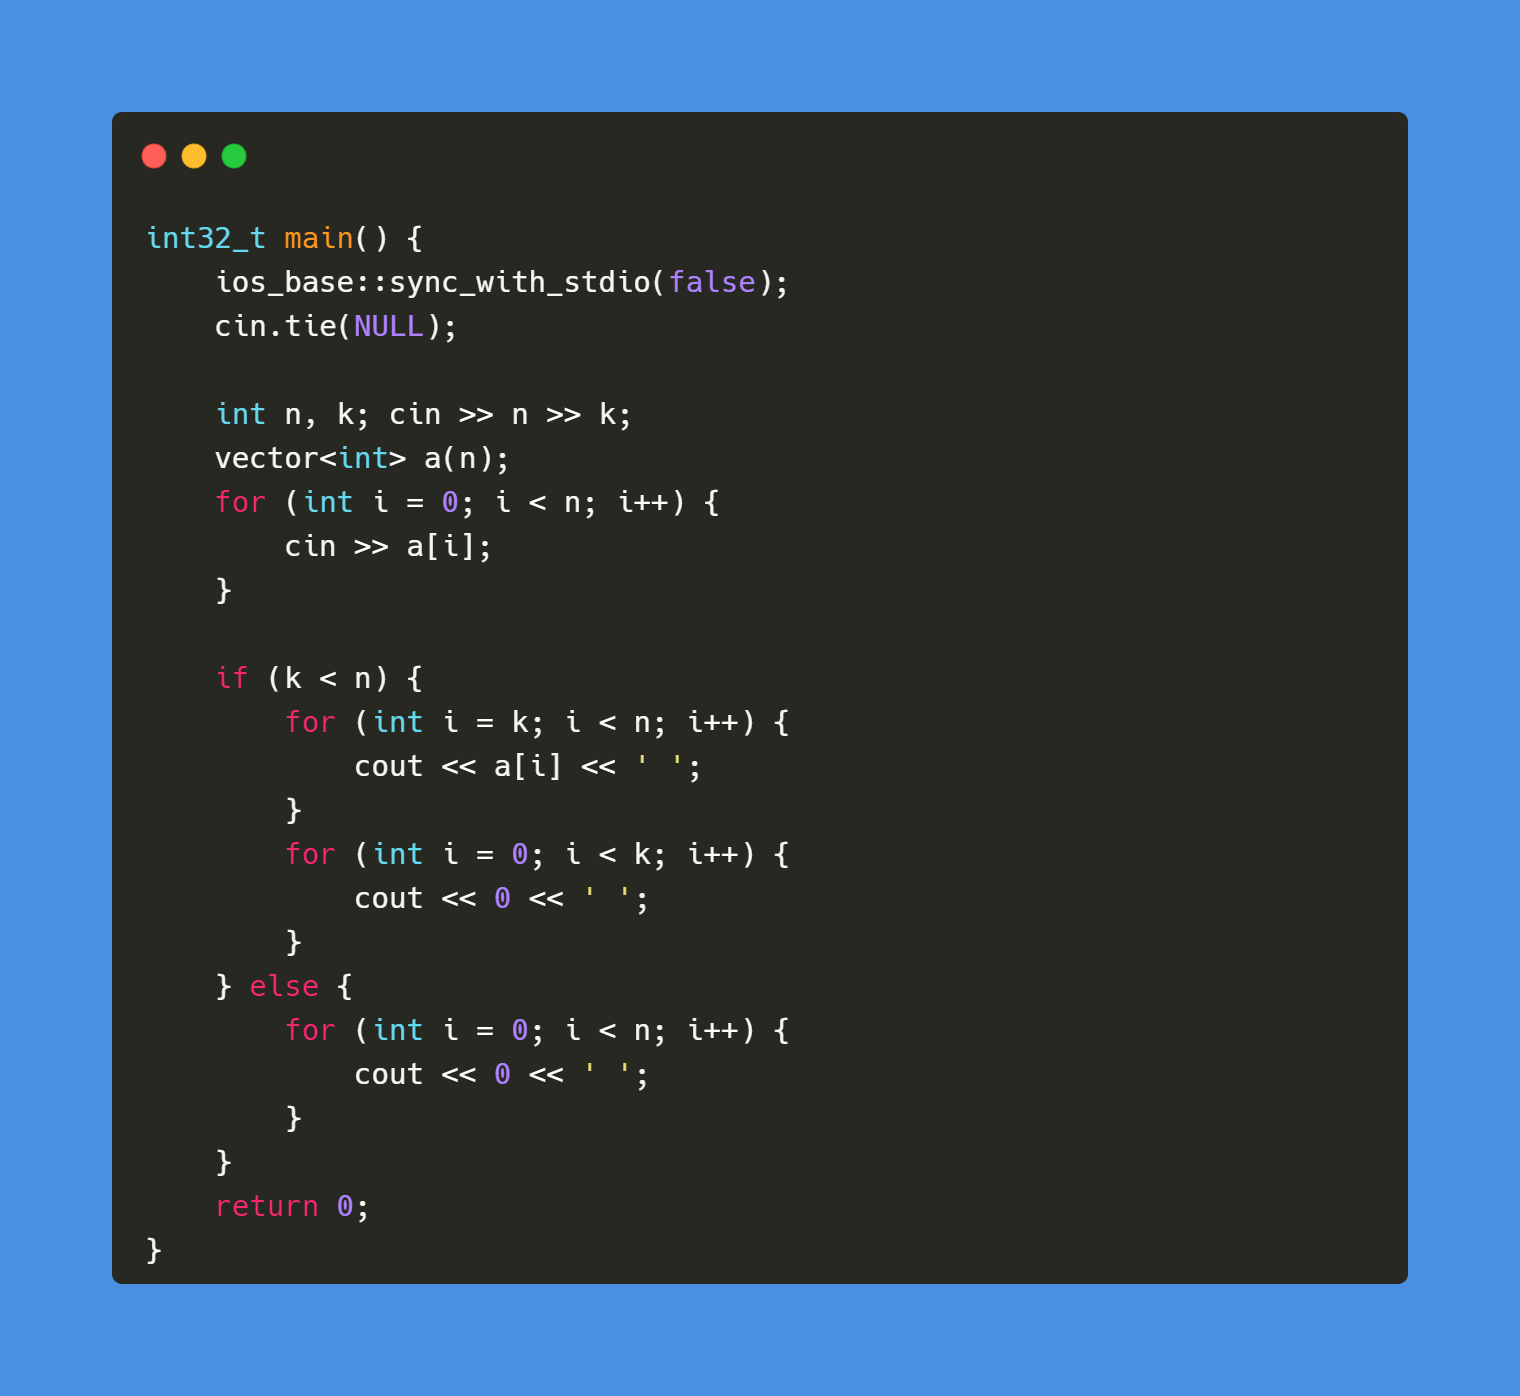 int32_t main() {
    ios_base::sync_with_stdio(false);
    cin.tie(NULL);

    int n, k; cin >> n >> k;
    vector<int> a(n);
    for (int i = 0; i < n; i++) {
        cin >> a[i];
    }

    if (k < n) {
        for (int i = k; i < n; i++) {
            cout << a[i] << ' ';
        }
        for (int i = 0; i < k; i++) {
            cout << 0 << ' ';
        }
    } else {
        for (int i = 0; i < n; i++) {
            cout << 0 << ' ';
        }
    }
    return 0;
}